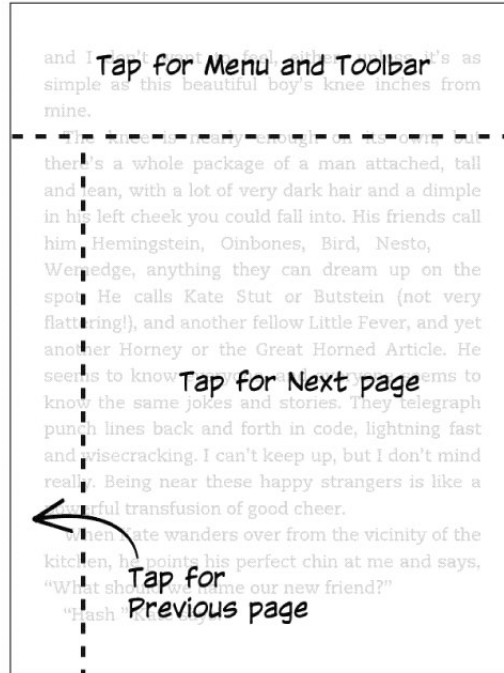 and I don't want to feel, either, unless it's as
Tap for Menu and Toolbar
simple as this beautiful boy's knee inches from
mine.
The knee is nearly enough on its own, but
there's a whole package of a man attached, tall
and lean, with a lot of very dark hair and a dimple
in his left cheek you could fall into. His friends call
him Hemingstein, Oinbones, Bird, Nesto,
Wemedge, anything they can dream up on the
spot. He calls Kate Stut or Butstein (not very
flattering!), and another fellow Little Fever, and yet
another Horney or the Great Horned Article. He
seems to know seems to
Tap for Next page
know the same jokes and stories. They telegraph
punch lines back and forth in code, lightning fast
and wisecracking. I can't keep up, but I don't mind
really. Being near these happy strangers is like a
powerful transfusion of good cheer.
When Kate wanders over from the vicinity of the
kitchen, he points his perfect chin at me and says,
Tap for
“What should we name our new friend?”
Previous page
“Hash,” Kate says.